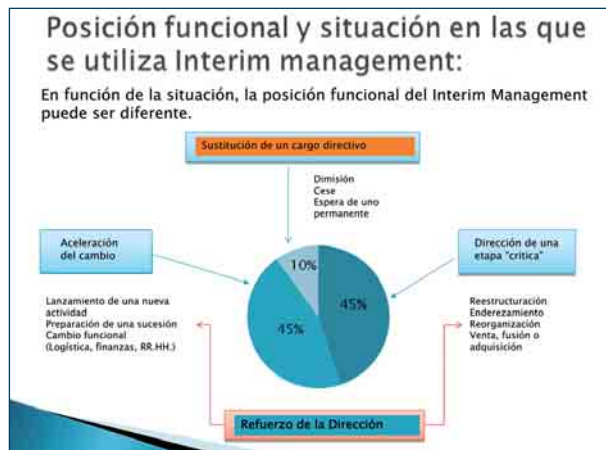 Posición funcional y situación en las que
se utiliza Interim management:
En función de la situación, la posición funcional del Interim Management
puede ser diferente.
Sustitución de un cargo directivo
Dimisión
Cese
Espera de uno
permanente
Aceleración
del cambio
Dirección de una
etapa "critica"
10%
45%
45%
Lanzamiento de una nueva
actividad
Preparación de una sucesión
Cambio funcional
(Logística, finanzas, RR.HH.)
Reestructuración
Enderezamiento
Reorganización
Venta, fusión o
adquisición
Refuerzo de la Dirección